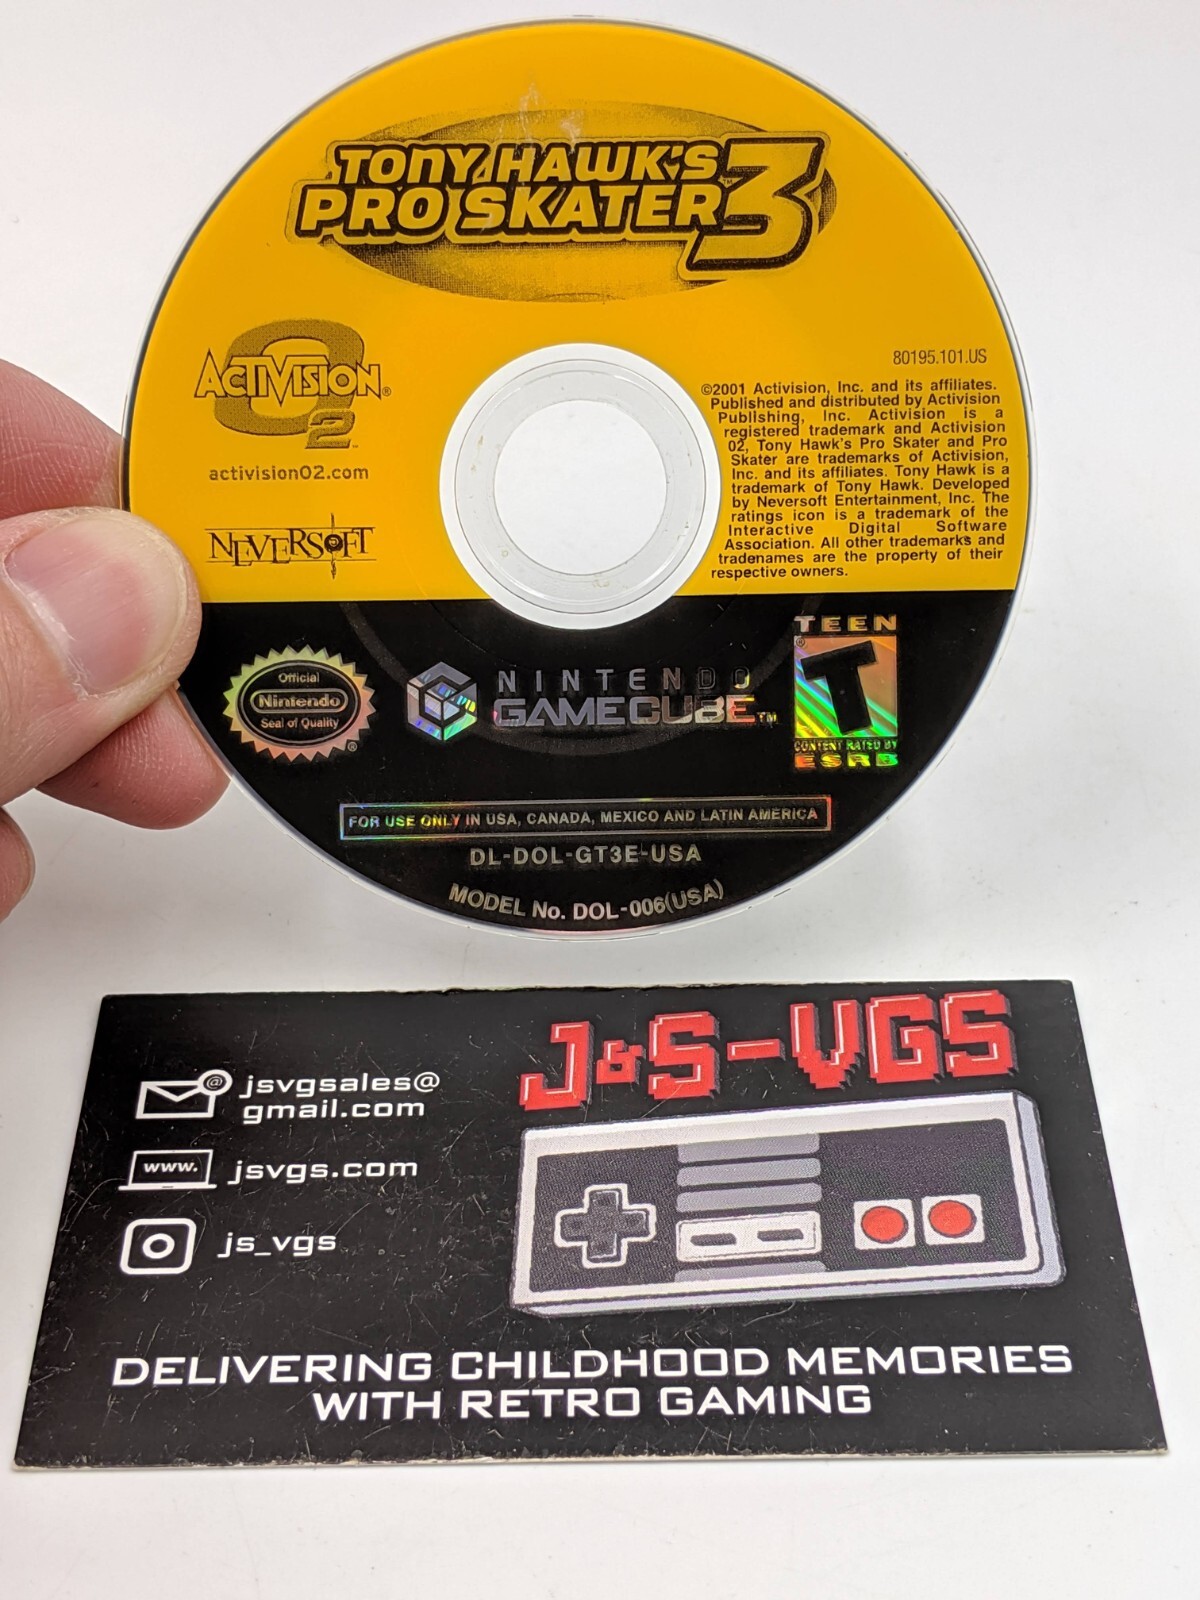 TONY HAWK'S
PRO SKATER™ 3
ACTIVISION®
O2™
activisionO2.com
NEVERSOFT
80195.101.US
©2001 Activision, Inc. and its affiliates.
Published and distributed by Activision
Publishing, Inc. Activision is a
registered trademark and Activision
02, Tony Hawk's Pro Skater and Pro
Skater are trademarks of Activision,
Inc. and its affiliates. Tony Hawk is a
trademark of Tony Hawk. Developed
by Neversoft Entertainment, Inc. The
ratings icon is a trademark of the
Interactive Digital Software
Association. All other trademarks and
tradenames are the property of their
respective owners.
Official
Nintendo
Seal of Quality
®
NINTENDO
GAMECUBE™
TEEN
®
T
CONTENT RATED BY
ESRB
FOR USE ONLY IN USA, CANADA, MEXICO AND LATIN AMERICA
DL-DOL-GT3E-USA
MODEL No. DOL-006(USA)
J&S-VGS
@ jsvgsales@
gmail.com
www. jsvgs.com
js_vgs
DELIVERING CHILDHOOD MEMORIES
WITH RETRO GAMING